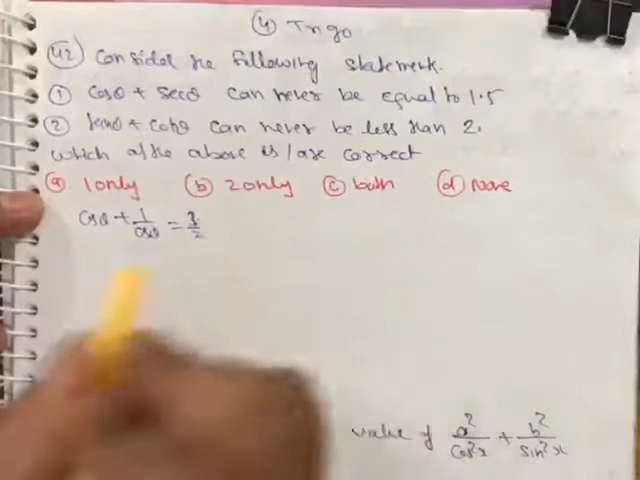 ④ Trigo
㊷ Consider the following statement.
① Cosθ + secθ can never be equal to 1.5
② tanθ + cotθ can never be less than 2.
which of the above is / are correct
ⓐ 1 only ⓑ 2 only ⓒ both ⓓ None
cosθ + 1/cosθ = 3/2
value of a²/cos²x + b²/sin²x